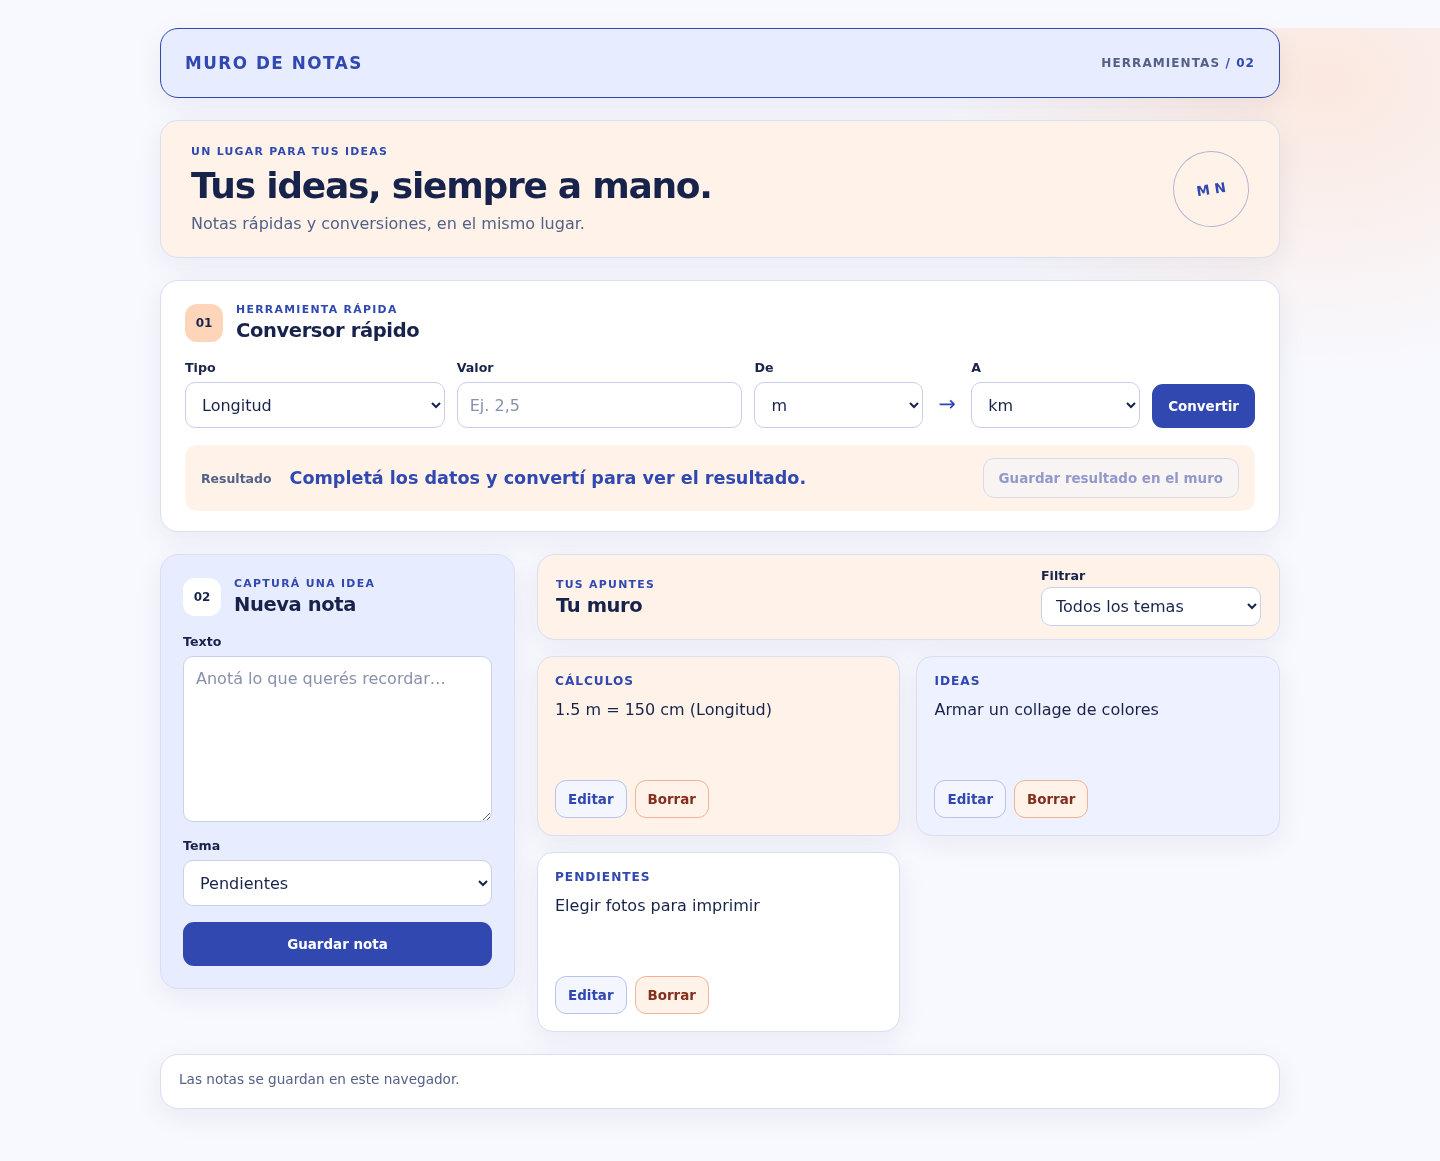 MURO DE NOTAS
HERRAMIENTAS / 02
UN LUGAR PARA TUS IDEAS
Tus ideas, siempre a mano.
Notas rápidas y conversiones, en el mismo lugar.
M N
01
HERRAMIENTA RÁPIDA
Conversor rápido
Tipo
Valor
De
A
Longitud
Ej. 2,5
m
→
km
Convertir
Resultado
Completá los datos y convertí para ver el resultado.
Guardar resultado en el muro
02
CAPTURÁ UNA IDEA
Nueva nota
Texto
Anotá lo que querés recordar…
Tema
Pendientes
Guardar nota
TUS APUNTES
Tu muro
Filtrar
Todos los temas
CÁLCULOS
1.5 m = 150 cm (Longitud)
Editar
Borrar
IDEAS
Armar un collage de colores
Editar
Borrar
PENDIENTES
Elegir fotos para imprimir
Editar
Borrar
Las notas se guardan en este navegador.